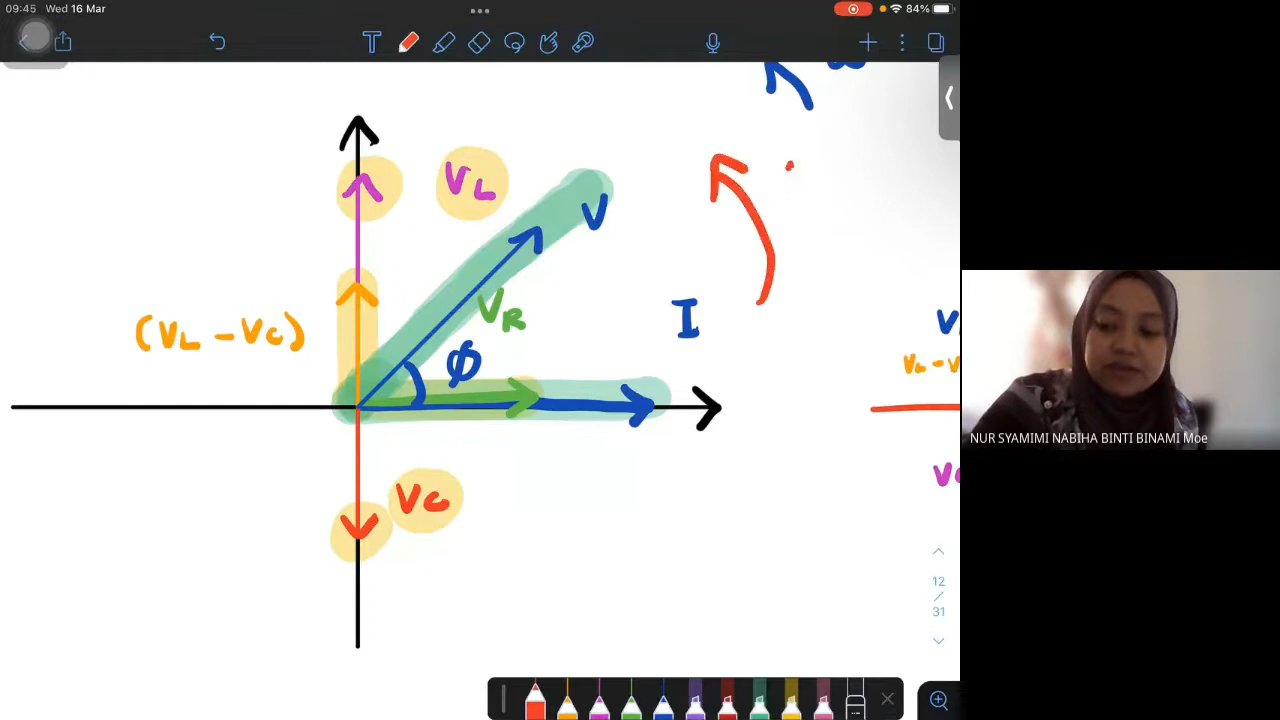 09:45 Wed 16 Mar
84%
T
VL
V
VR
I
(VL - VC)
ϕ
VC
VL - V
NUR SYAMIMI NABIHA BINTI BINAMI Moe
12
/
31